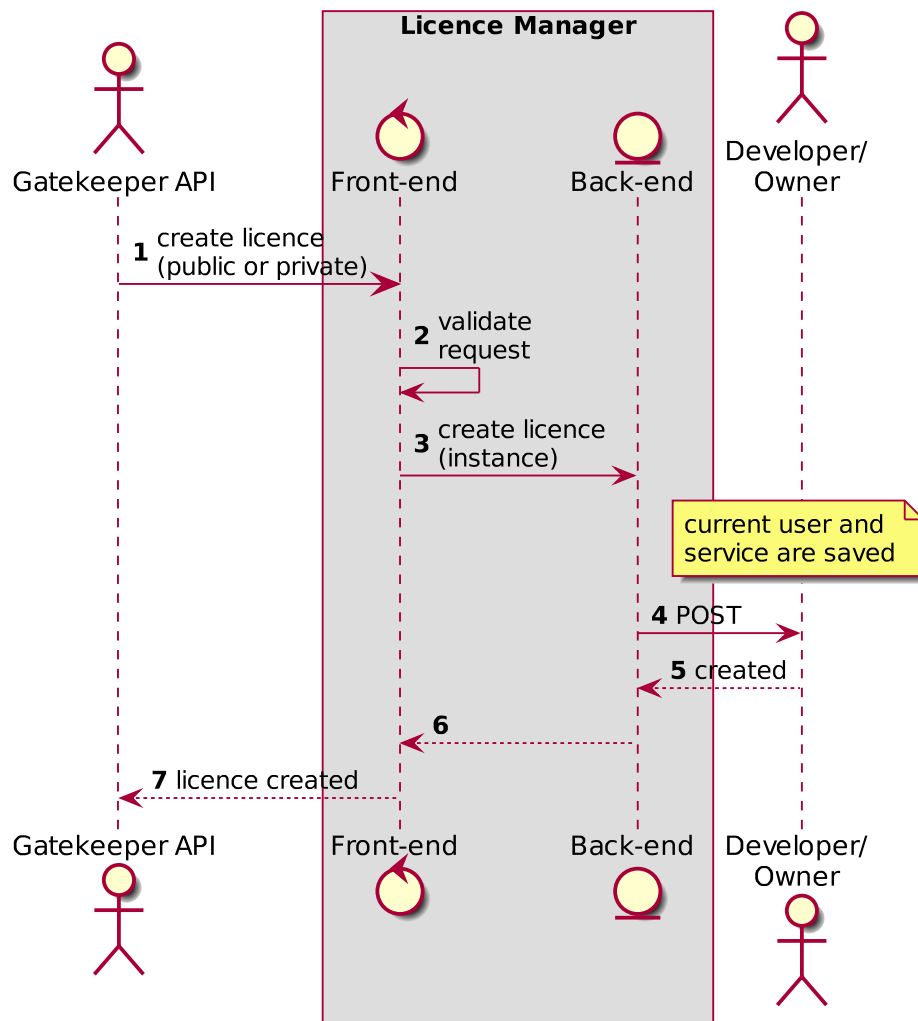 Licence Manager
Gatekeeper API
Front-end
Back-end
Developer/
Owner
1 create licence
(public or private)
2 validate
request
3 create licence
(instance)
current user and
service are saved
4 POST
5 created
6
7 licence created
Gatekeeper API
Front-end
Back-end
Developer/
Owner